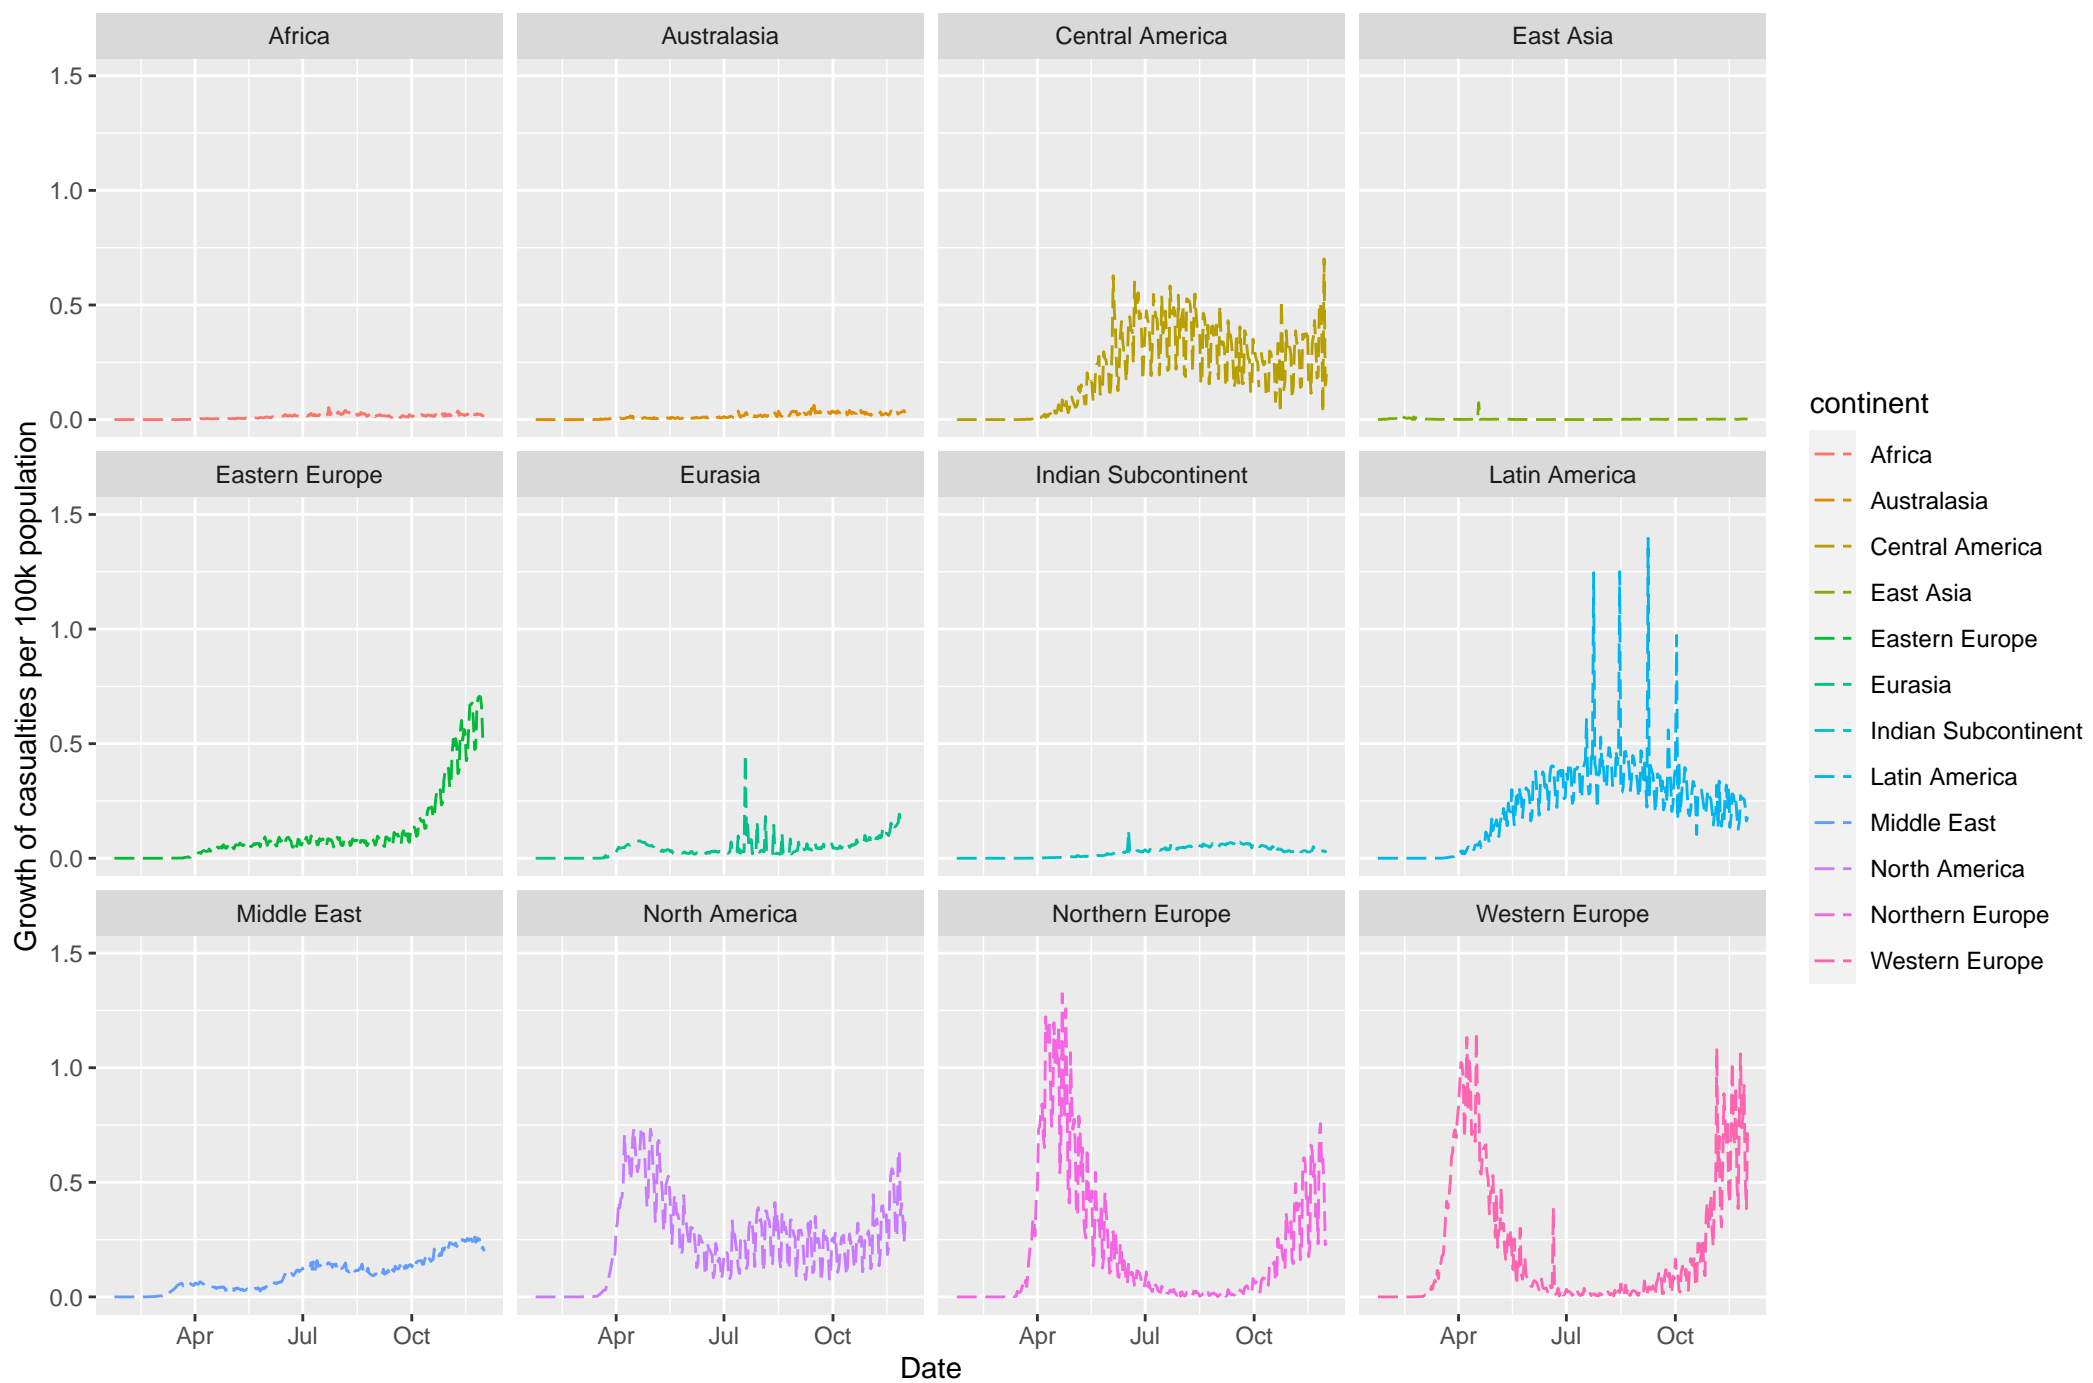 Africa
Australasia
Central America
East Asia
1.5
1.0
0.5
0.0
Eastern Europe
Eurasia
Indian Subcontinent
Latin America
1.5
1.0
0.5
0.0
Middle East
North America
Northern Europe
Western Europe
1.5
1.0
0.5
0.0
Apr Jul Oct
Apr Jul Oct
Apr Jul Oct
Apr Jul Oct
Date
Growth of casualties per 100k population
continent
Africa
Australasia
Central America
East Asia
Eastern Europe
Eurasia
Indian Subcontinent
Latin America
Middle East
North America
Northern Europe
Western Europe